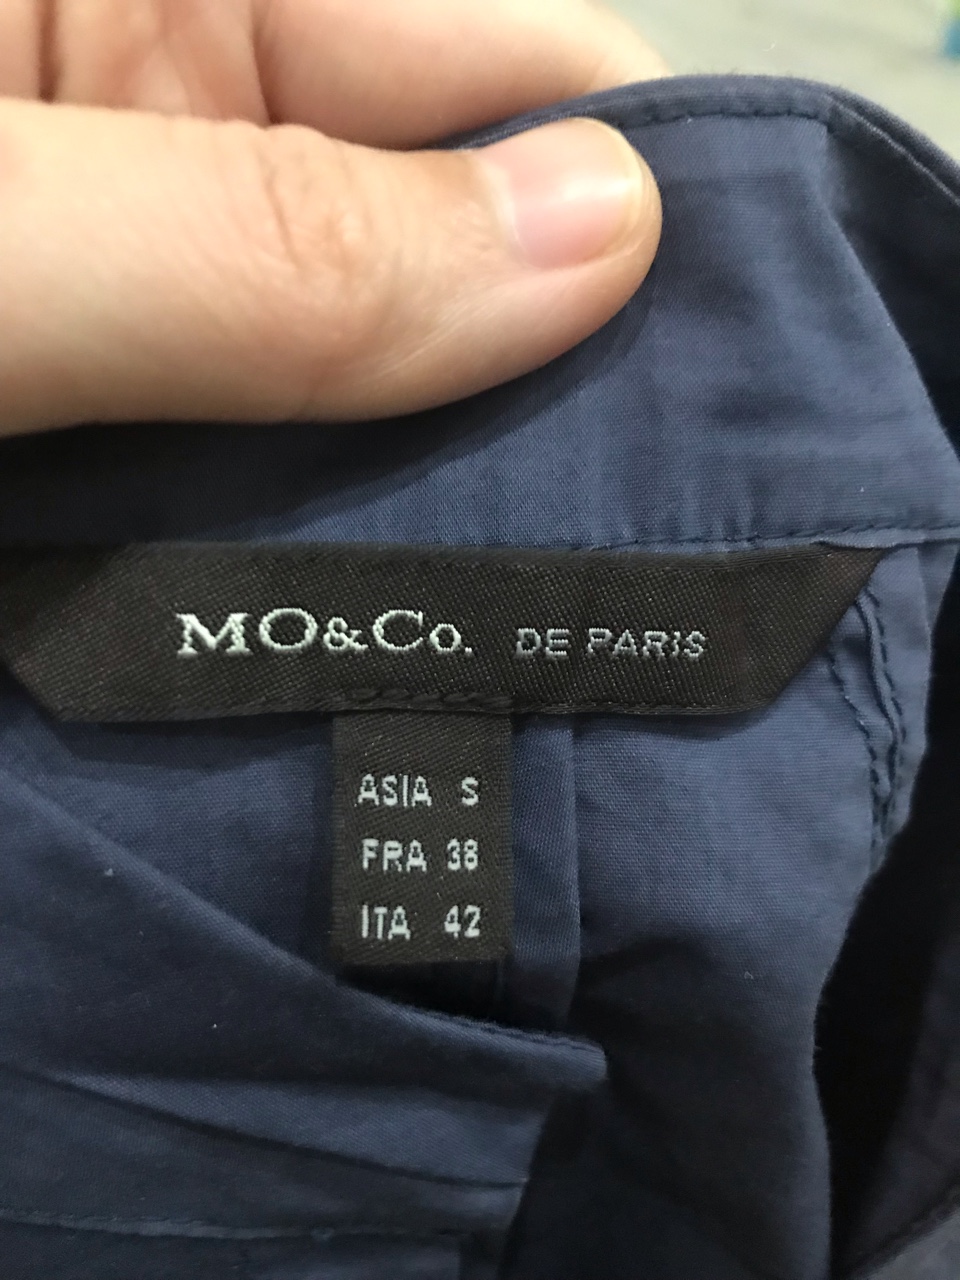 MO&Co. DE PARiS
ASIA S
FRA 38
ITA 42